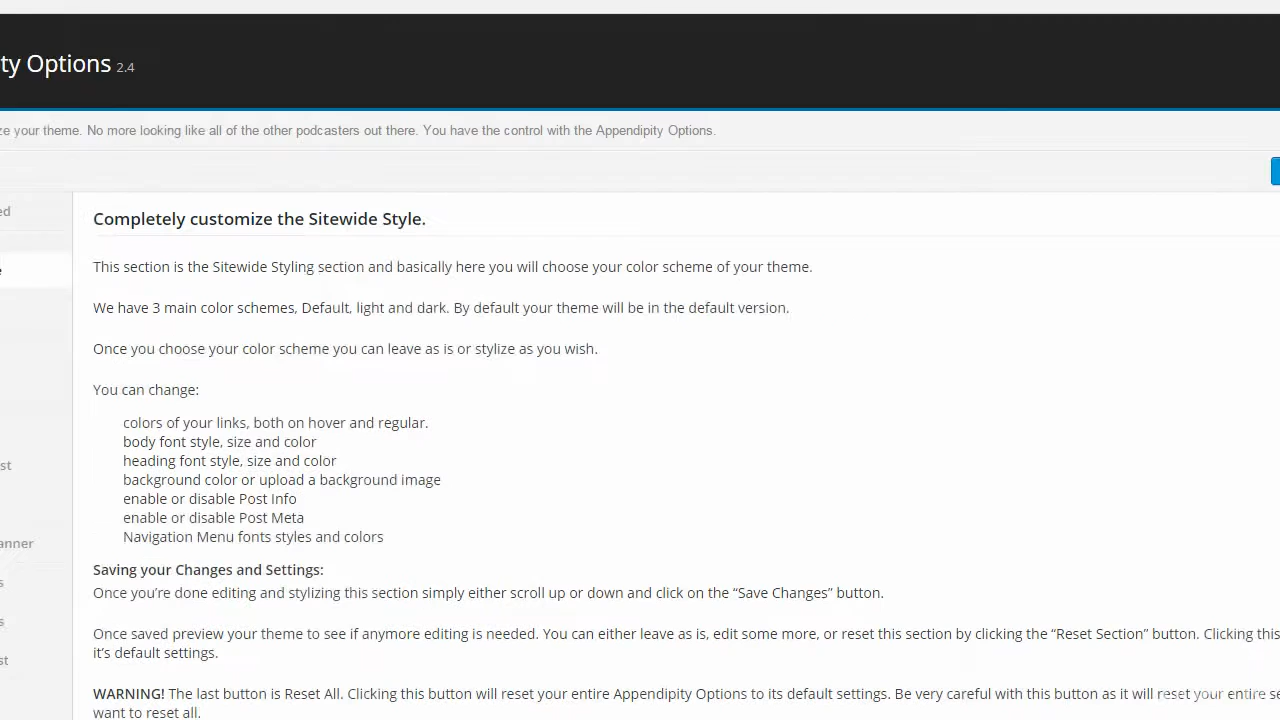 ty Options 2.4
ze your theme. No more looking like all of the other podcasters out there. You have the control with the Appendipity Options.
ed
Completely customize the Sitewide Style.
This section is the Sitewide Styling section and basically here you will choose your color scheme of your theme.
e
We have 3 main color schemes, Default, light and dark. By default your theme will be in the default version.
Once you choose your color scheme you can leave as is or stylize as you wish.
You can change:
colors of your links, both on hover and regular.
body font style, size and color
heading font style, size and color
st
background color or upload a background image
enable or disable Post Info
enable or disable Post Meta
Navigation Menu fonts styles and colors
anner
Saving your Changes and Settings:
s
Once you’re done editing and stylizing this section simply either scroll up or down and click on the “Save Changes” button.
s
Once saved preview your theme to see if anymore editing is needed. You can either leave as is, edit some more, or reset this section by clicking the “Reset Section” button. Clicking this
it’s default settings.
st
WARNING! The last button is Reset All. Clicking this button will reset your entire Appendipity Options to its default settings. Be very careful with this button as it will reset your entire se
want to reset all.